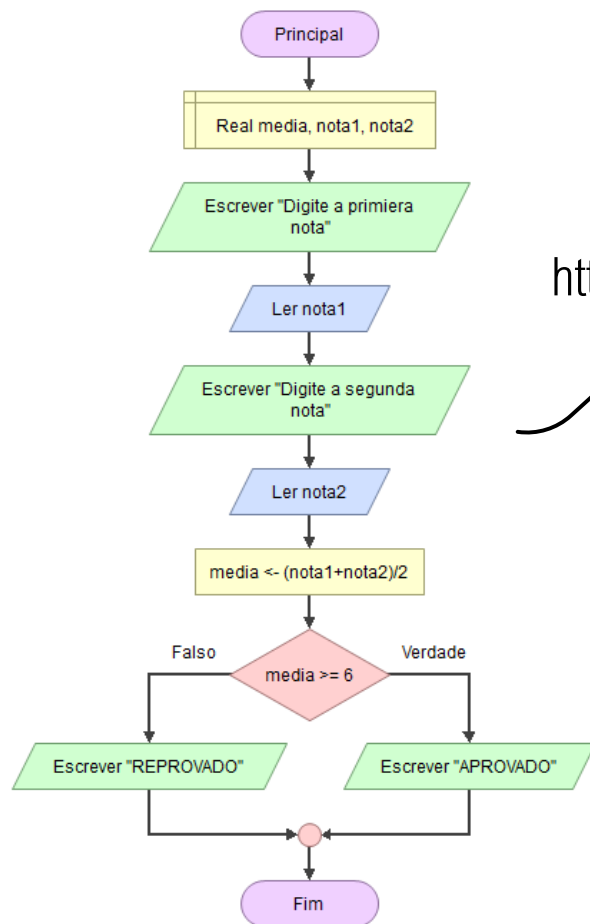 Principal
Real media, nota1, nota2
Escrever "Digite a primiera
nota"
htt
Ler nota1
Escrever "Digite a segunda
nota"
Ler nota2
media <- (nota1+nota2)/2
Falso
Verdade
media >= 6
Escrever "REPROVADO"
Escrever "APROVADO"
Fim